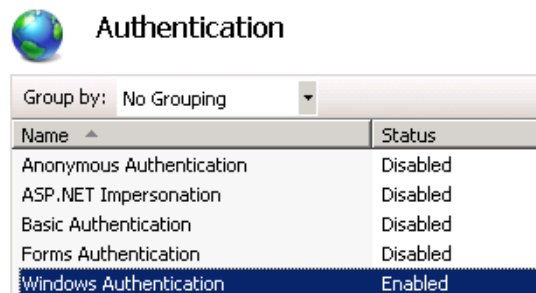 Authentication
Group by: No Grouping
Name Status
Anonymous Authentication Disabled
ASP.NET Impersonation Disabled
Basic Authentication Disabled
Forms Authentication Disabled
Windows Authentication Enabled